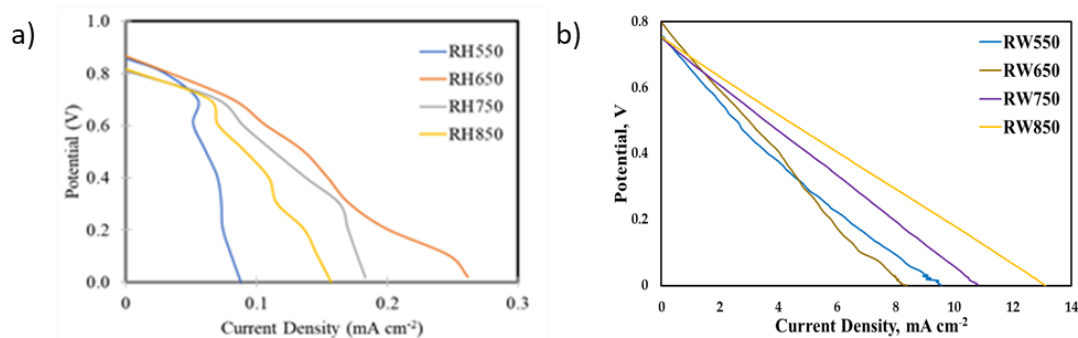 a)
1.0
0.8
0.6
0.4
0.2
0.0
Potential (V)
RH550
RH650
RH750
RH850
0 0.1 0.2 0.3
Current Density (mA cm-2)
b)
0.8
0.6
0.4
0.2
0
Potential, V
RW550
RW650
RW750
RW850
0 2 4 6 8 10 12 14
Current Density, mA cm-2